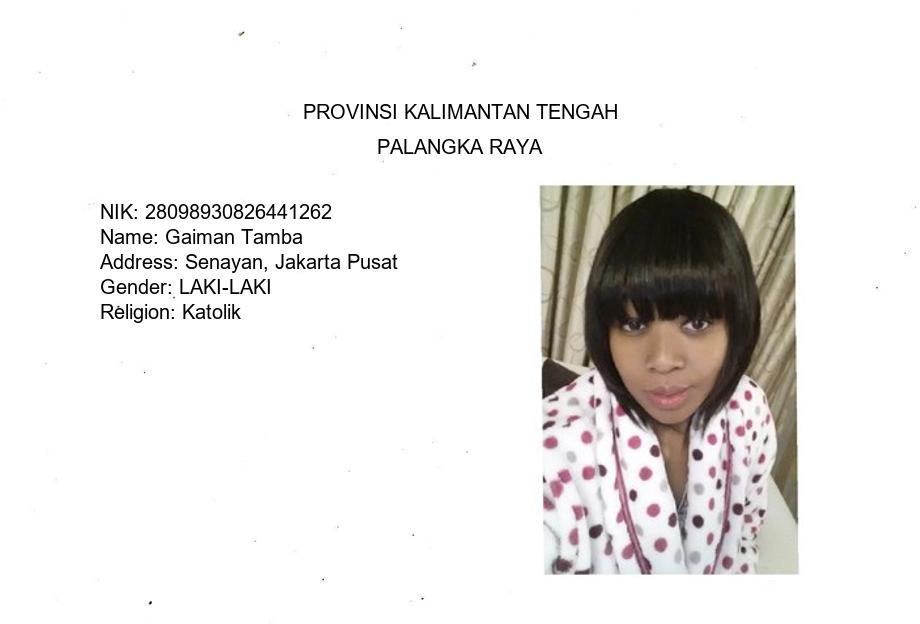 PROVINSI KALIMANTAN TENGAH
PALANGKA RAYA
NIK: 28098930826441262
Name: Gaiman Tamba
Address: Senayan, Jakarta Pusat
Gender: LAKI-LAKI
Religion: Katolik